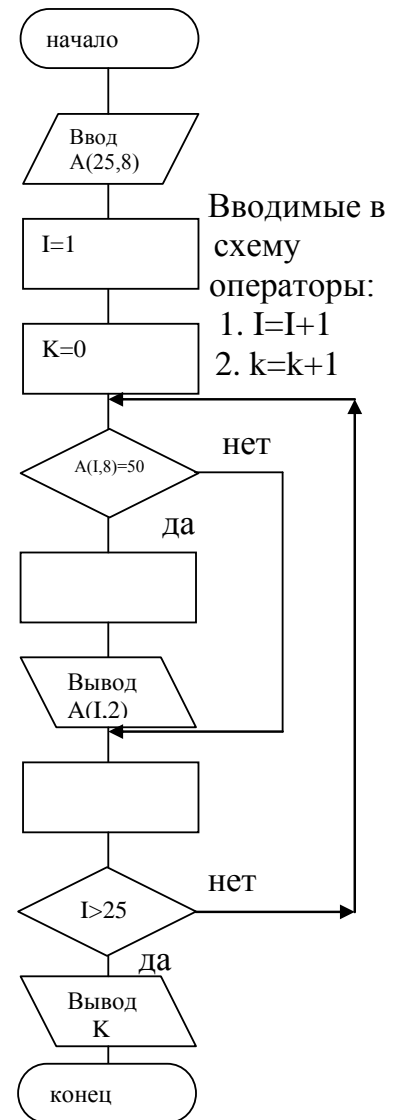 начало
Ввод
A(25,8)
I=1
Вводимые в
схему
операторы:
1. I=I+1
2. k=k+1
K=0
A(I,8)=50
нет
да
Вывод
A(I,2)
I>25
нет
да
Вывод
K
конец